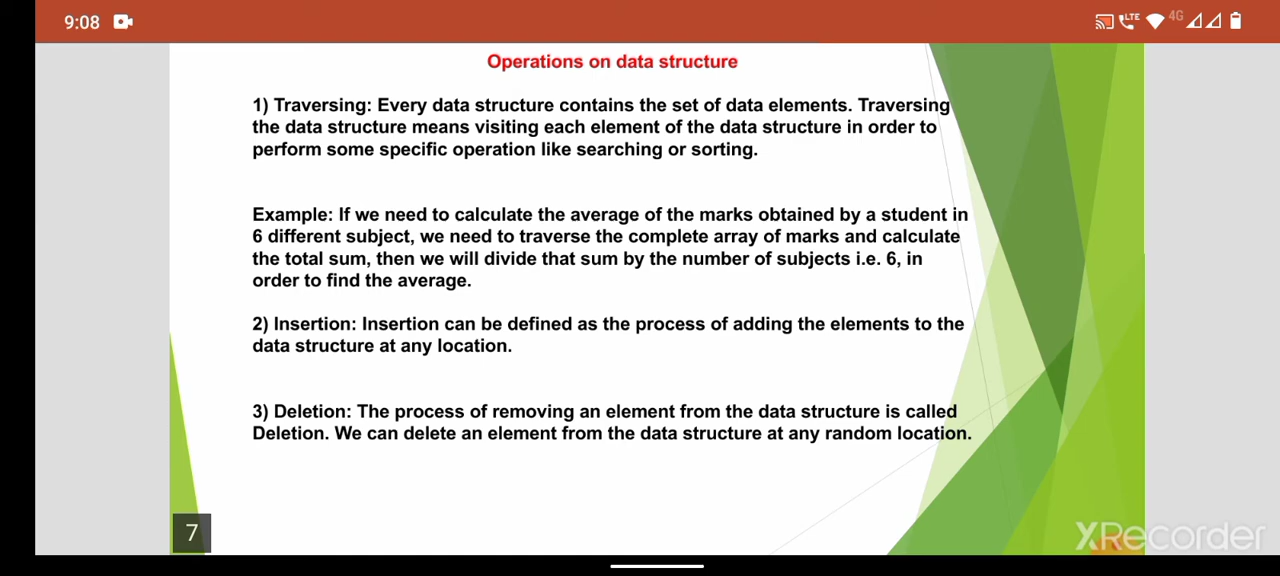 9:08
LTE
4G
Operations on data structure
1) Traversing: Every data structure contains the set of data elements. Traversing
the data structure means visiting each element of the data structure in order to
perform some specific operation like searching or sorting.
Example: If we need to calculate the average of the marks obtained by a student in
6 different subject, we need to traverse the complete array of marks and calculate
the total sum, then we will divide that sum by the number of subjects i.e. 6, in
order to find the average.
2) Insertion: Insertion can be defined as the process of adding the elements to the
data structure at any location.
3) Deletion: The process of removing an element from the data structure is called
Deletion. We can delete an element from the data structure at any random location.
7
XRecorder